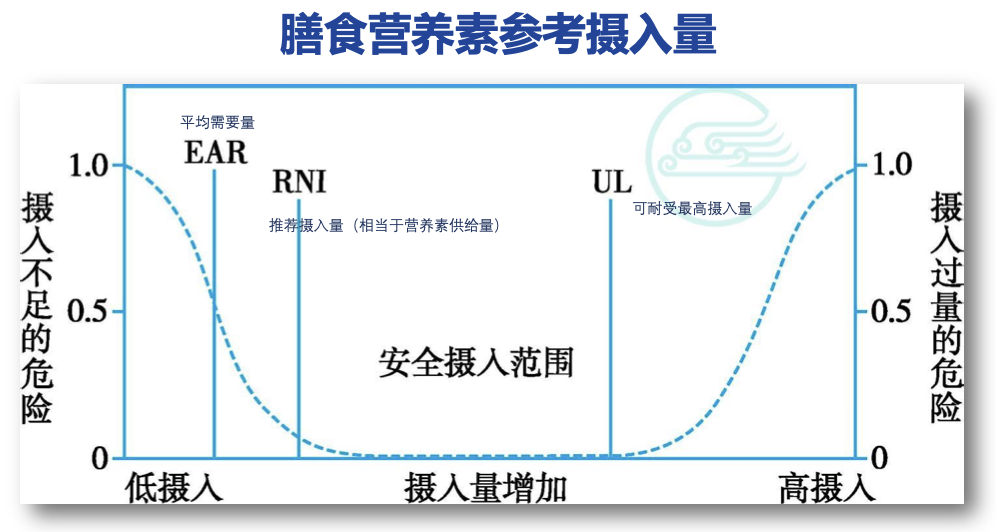 膳食营养素参考摄入量
平均需要量
EAR
RNI
UL
1.0
1.0
推荐摄入量（相当于营养素供给量）
可耐受最高摄入量
摄入不足的危险
摄入过量的危险
0.5
0.5
安全摄入范围
0
0
低摄入
摄入量增加
高摄入